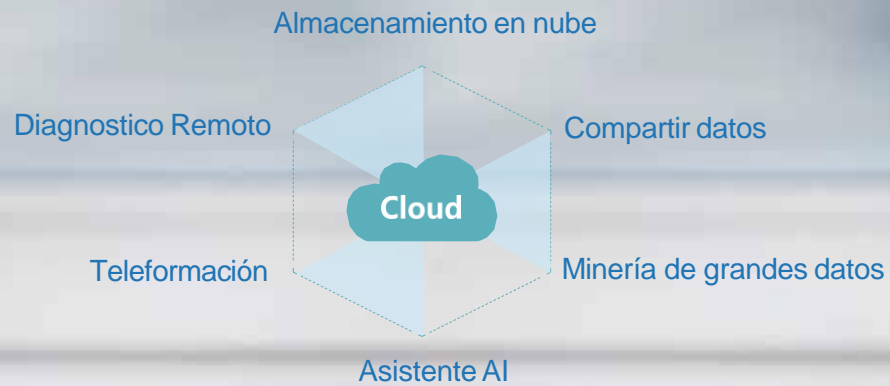 Almacenamiento en nube
Diagnostico Remoto
Compartir datos
Cloud
Teleformación
Minería de grandes datos
Asistente AI